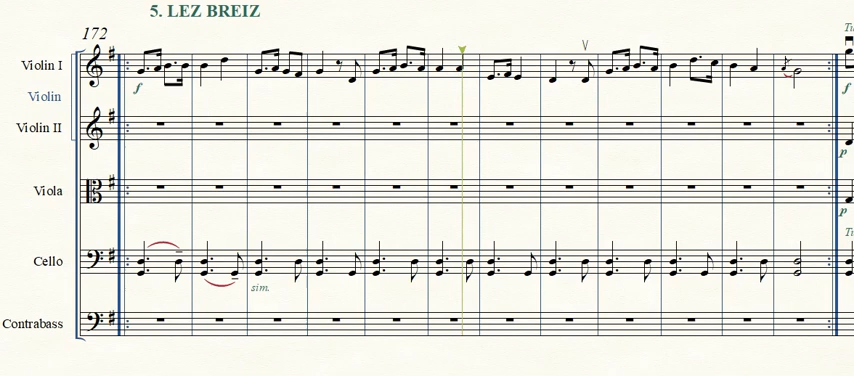 5. LEZ BREIZ
172
Violin I
f
Violin
Violin II
p
Viola
p
Cello
sim.
Contrabass